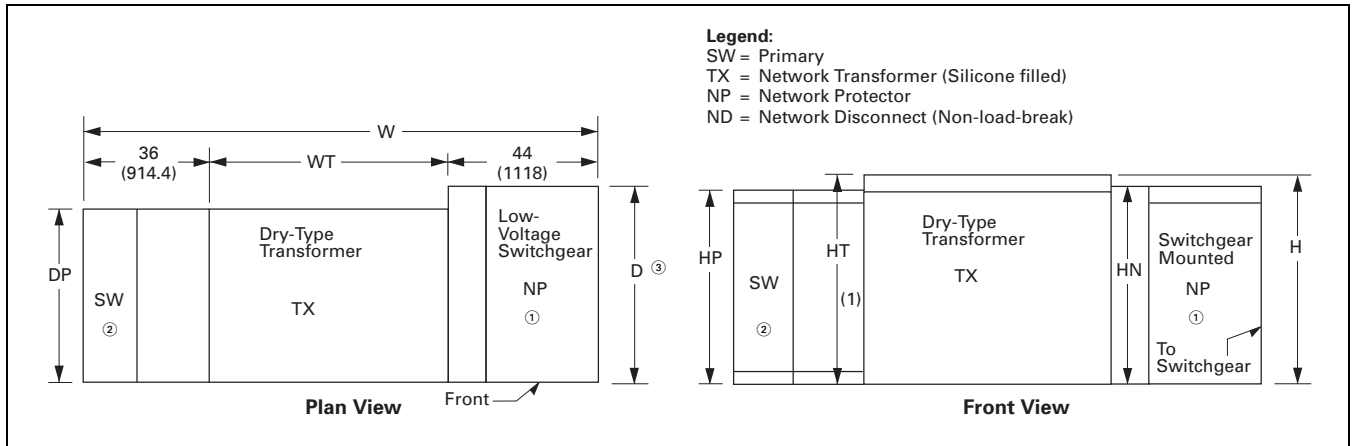 Legend:
SW = Primary
TX = Network Transformer (Silicone filled)
NP = Network Protector
ND = Network Disconnect (Non-load-break)
W
36
(914.4)
WT
44
(1118)
DP
SW
②
Dry-Type
Transformer
TX
Low-
Voltage
Switchgear
NP
①
D ③
Front
Plan View
HP
SW
②
HT
(1)
Dry-Type
Transformer
TX
HN
Switchgear
Mounted
NP
①
To
Switchgear
H
Front View